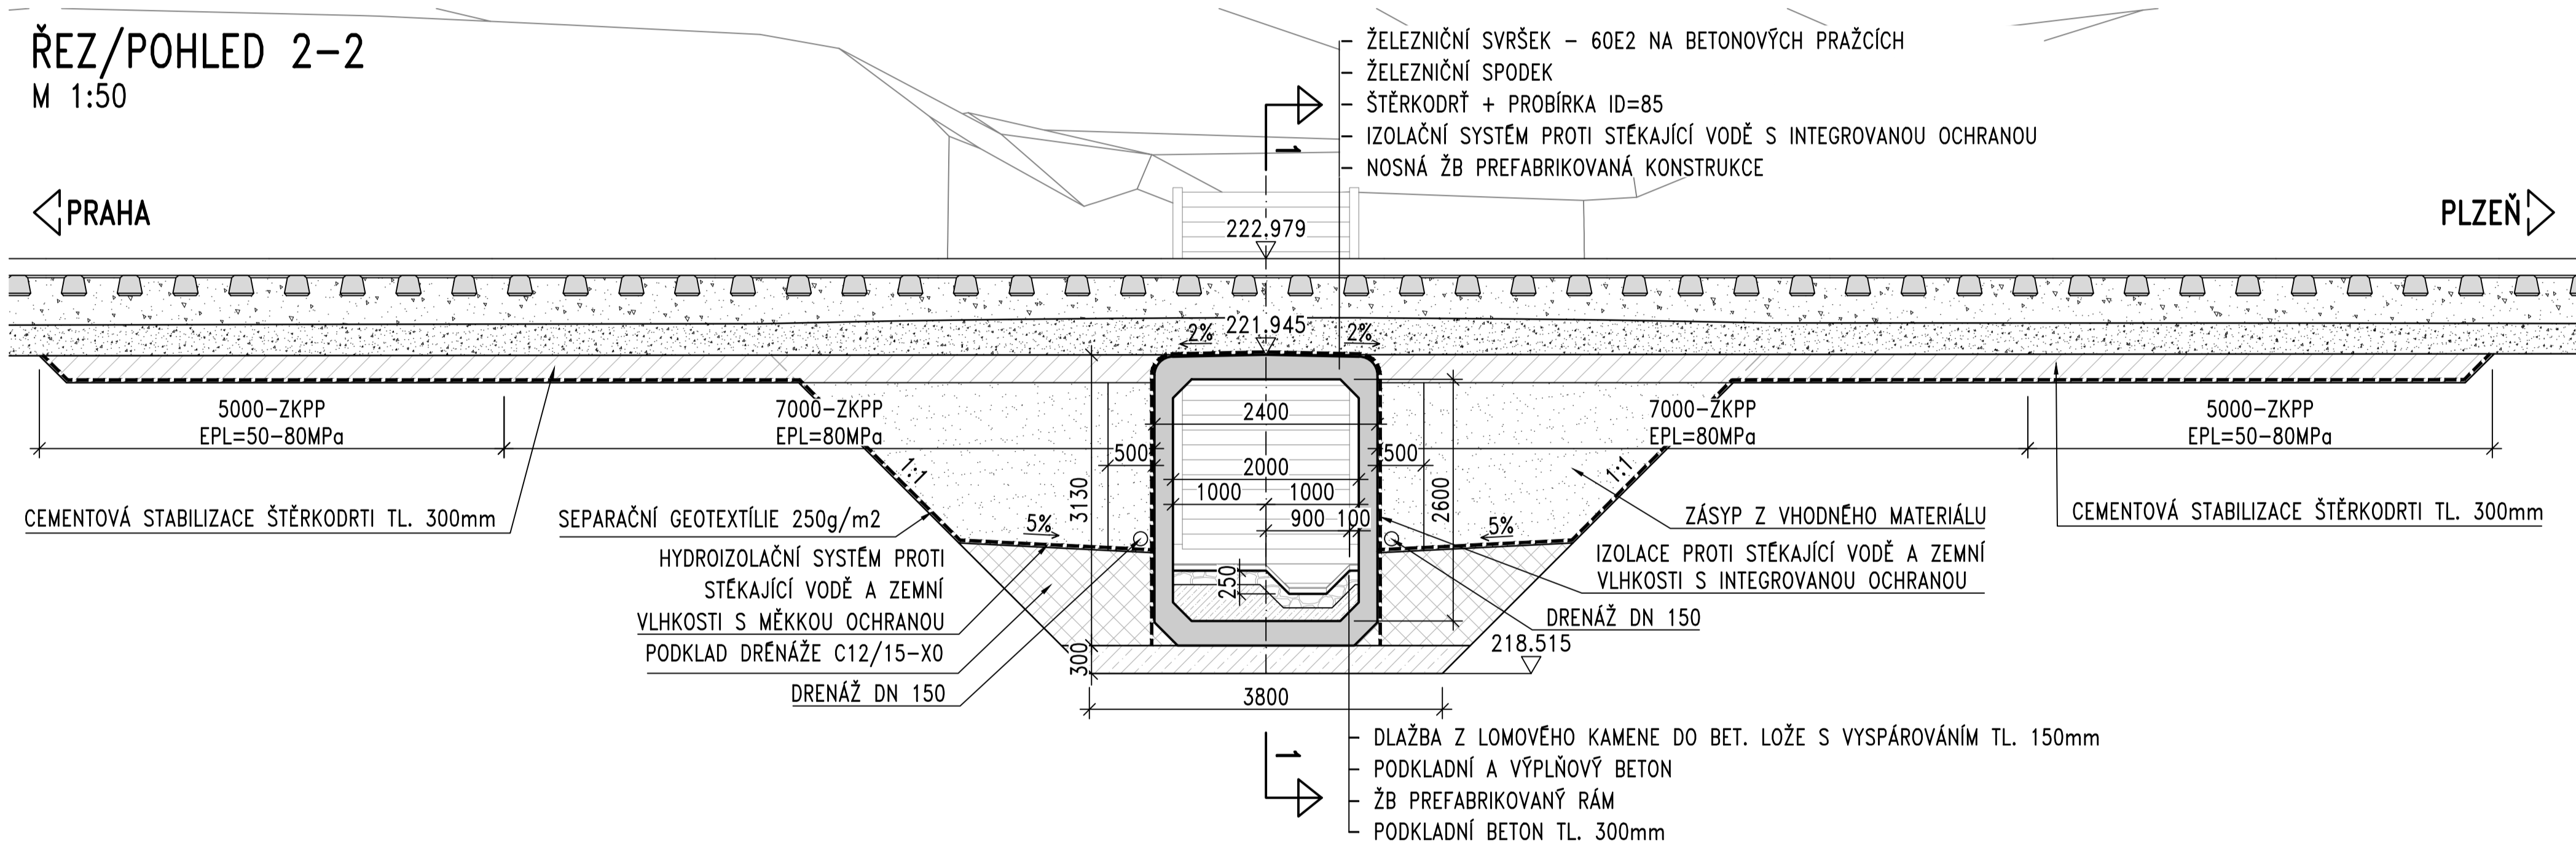 ŘEZ/POHLED 2-2
M 1:50
ŽELEZNIČNÍ SVRŠEK - 60E2 NA BETONOVÝCH PRAŽCÍCH
ŽELEZNIČNÍ SPODEK
ŠTĚRKODRŤ + PROBÍRKA ID=85
IZOLAČNÍ SYSTÉM PROTI STÉKAJÍCÍ VODĚ S INTEGROVANOU OCHRANOU
NOSNÁ ŽB PREFABRIKOVANÁ KONSTRUKCE
1
PRAHA
PLZEŇ
222.979
221.945
2%
2%
5000-ZKPP
EPL=50-80MPa
7000-ZKPP
EPL=80MPa
7000-ZKPP
EPL=80MPa
5000-ZKPP
EPL=50-80MPa
2400
500
500
2000
1000
1000
900
100
3130
2600
250
300
3800
1:1
1:1
5%
5%
CEMENTOVÁ STABILIZACE ŠTĚRKODRTI TL. 300mm
SEPARAČNÍ GEOTEXTÍLIE 250g/m2
HYDROIZOLAČNÍ SYSTÉM PROTI
STÉKAJÍCÍ VODĚ A ZEMNÍ
VLHKOSTI S MĚKKOU OCHRANOU
PODKLAD DRÉNÁŽE C12/15-X0
DRENÁŽ DN 150
ZÁSYP Z VHODNÉHO MATERIÁLU
CEMENTOVÁ STABILIZACE ŠTĚRKODRTI TL. 300mm
IZOLACE PROTI STÉKAJÍCÍ VODĚ A ZEMNÍ
VLHKOSTI S INTEGROVANOU OCHRANOU
DRENÁŽ DN 150
218.515
1
DLAŽBA Z LOMOVÉHO KAMENE DO BET. LOŽE S VYSPÁROVÁNÍM TL. 150mm
PODKLADNÍ A VÝPLŇOVÝ BETON
ŽB PREFABRIKOVANÝ RÁM
PODKLADNÍ BETON TL. 300mm